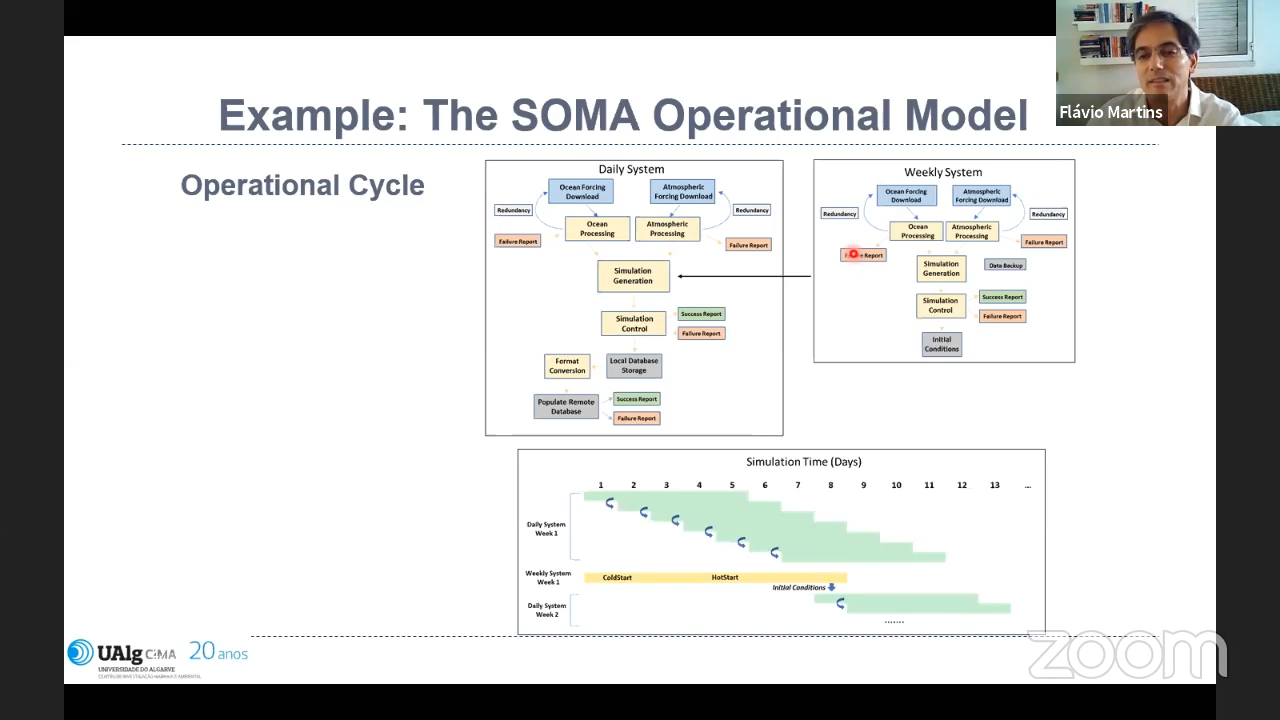 Flávio Martins
Example: The SOMA Operational Model
Operational Cycle
Daily System
Ocean Forcing
Download
Atmospheric
Forcing Download
Redundancy
Redundancy
Ocean
Processing
Atmospheric
Processing
Failure Report
Failure Report
Simulation
Generation
Simulation
Control
Success Report
Failure Report
Format
Conversion
Local Database
Storage
Populate Remote
Database
Success Report
Failure Report
Weekly System
Ocean Forcing
Download
Atmospheric
Forcing Download
Redundancy
Redundancy
Ocean
Processing
Atmospheric
Processing
Report
Failure Report
Simulation
Generation
Data Backup
Simulation
Control
Success Report
Failure Report
Initial
Conditions
Simulation Time (Days)
1 2 3 4 5 6 7 8 9 10 11 12 13 ...
Daily System
Week 1
Weekly System
Week 1
ColdStart
HotStart
Initial Conditions
Daily System
Week 2
.......
UAlg CIMA
UNIVERSIDADE DO ALGARVE
20 anos
zoom